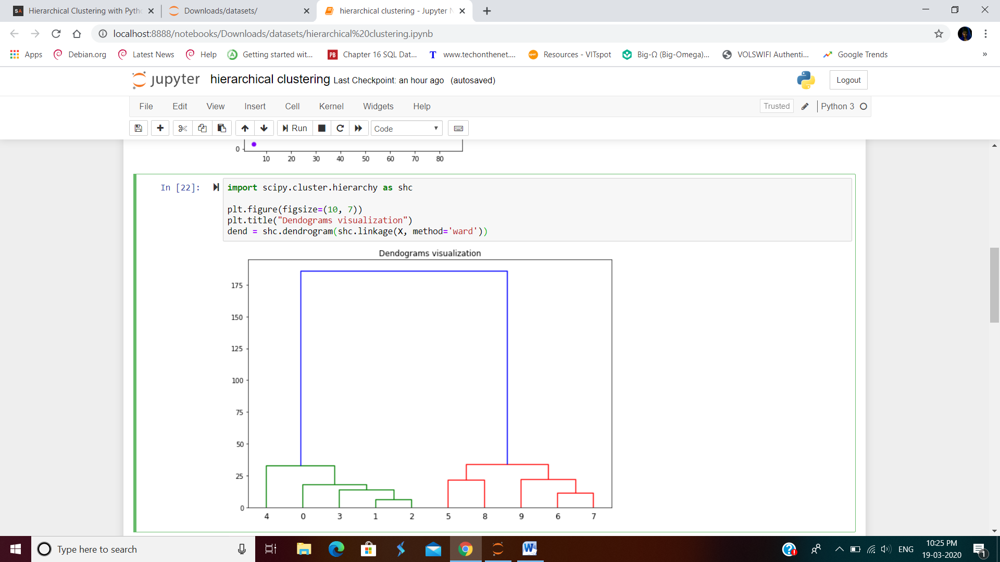 SA Hierarchical Clustering with Pytho
Downloads/datasets/
hierarchical clustering - Jupyter N
localhost:8888/notebooks/Downloads/datasets/hierarchical%20clustering.ipynb
Apps Debian.org Latest News Help Getting started wit... PB Chapter 16 SQL Dat... T www.techonthenet.... spot Resources - VITspot Big-Ω (Big-Omega)... VOLSWIFI Authenti... Google Trends »
jupyter hierarchical clustering Last Checkpoint: an hour ago (autosaved) Logout
File Edit View Insert Cell Kernel Widgets Help Trusted Python 3
Run Code
0
10 20 30 40 50 60 70 80
In [22]: import scipy.cluster.hierarchy as shc
plt.figure(figsize=(10, 7))
plt.title("Dendograms visualization")
dend = shc.dendrogram(shc.linkage(X, method='ward'))
Dendograms visualization
175
150
125
100
75
50
25
0
4 0 3 1 2 5 8 9 6 7
Type here to search
W
ENG
10:25 PM
19-03-2020
1